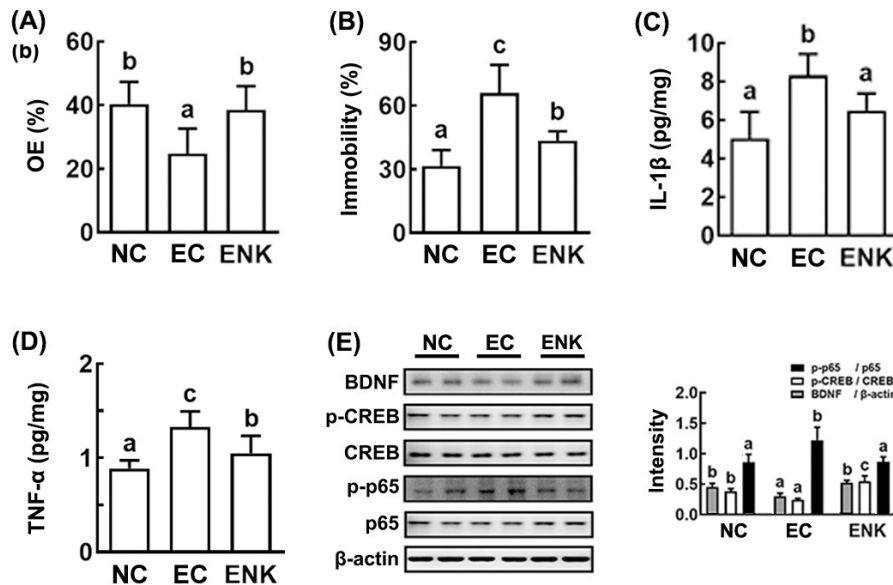 (A)
(b)
OE (%)
60
40
20
0
b
a
b
NC EC ENK
(B)
Immobility (%)
90
60
30
0
a
c
b
NC EC ENK
(C)
IL-1β (pg/mg)
10
8
6
4
2
0
a
b
a
NC EC ENK
(D)
TNF-α (pg/mg)
2
1
0
a
c
b
NC EC ENK
(E)
NC EC ENK
BDNF
p-CREB
CREB
p-p65
p65
β-actin
p-p65 / p65
p-CREB / CREB
BDNF / β-actin
Intensity
2.0
1.5
1.0
0.5
0.0
b b a
a a b
b c a
NC EC ENK